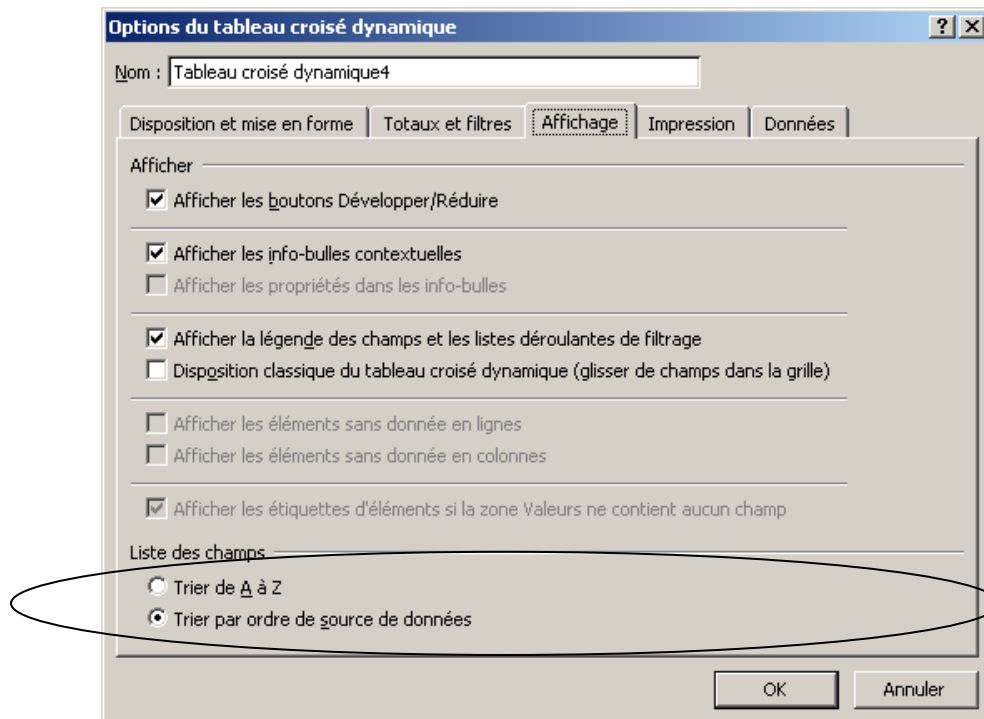 Options du tableau croisé dynamique
Nom : Tableau croisé dynamique4
Disposition et mise en forme Totaux et filtres Affichage Impression Données
Afficher
Afficher les boutons Développer/Réduire
Afficher les info-bulles contextuelles
Afficher les propriétés dans les info-bulles
Afficher la légende des champs et les listes déroulantes de filtrage
Disposition classique du tableau croisé dynamique (glisser de champs dans la grille)
Afficher les éléments sans donnée en lignes
Afficher les éléments sans donnée en colonnes
Afficher les étiquettes d'éléments si la zone Valeurs ne contient aucun champ
Liste des champs
Trier de A à Z
Trier par ordre de source de données
OK Annuler